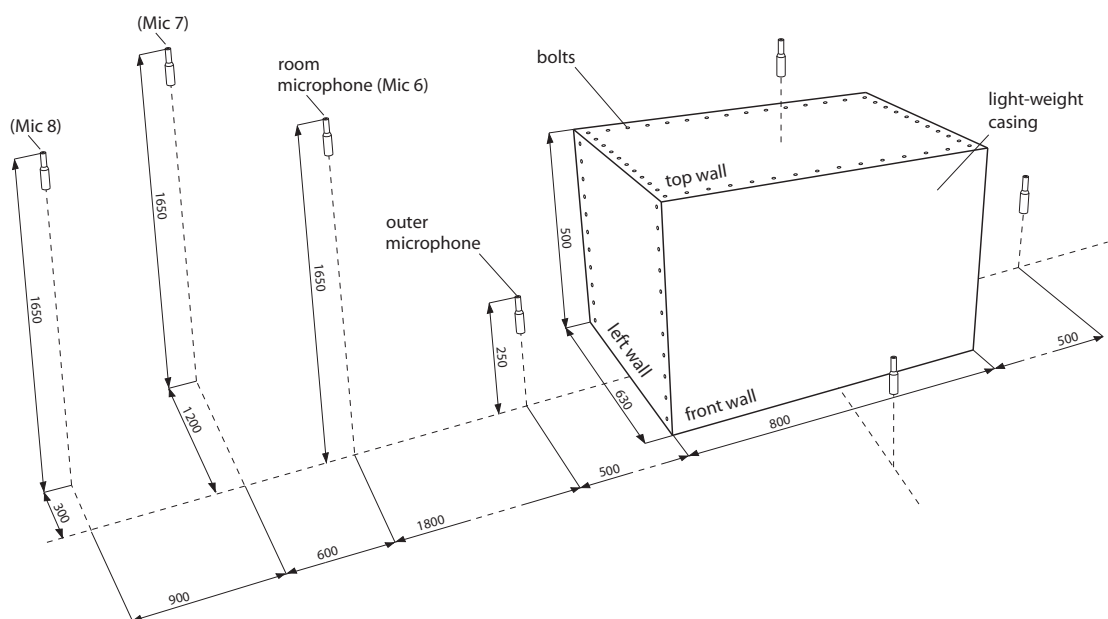 (Mic 7)
room
microphone (Mic 6)
bolts
light-weight
casing
(Mic 8)
top wall
outer
microphone
1650
1650
1650
500
250
left wall
front wall
630
800
500
1200
300
500
1800
600
900